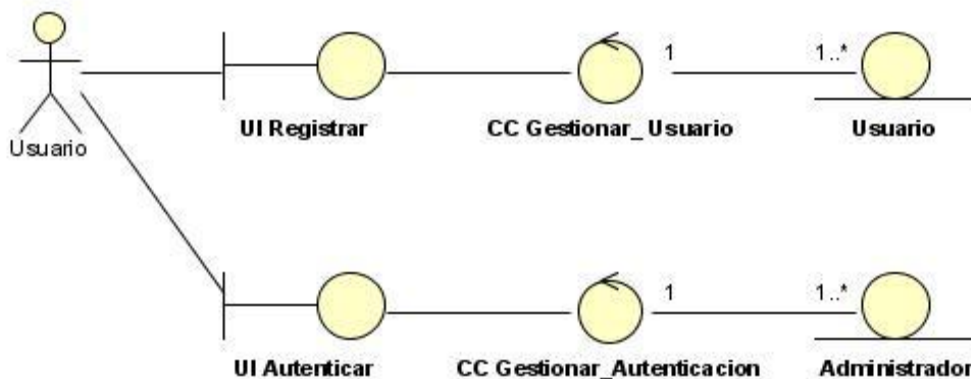 1
1..*
Usuario
UI Registrar
CC Gestionar_ Usuario
Usuario
1
1..*
UI Autenticar
CC Gestionar_Autenticacion
Administrador